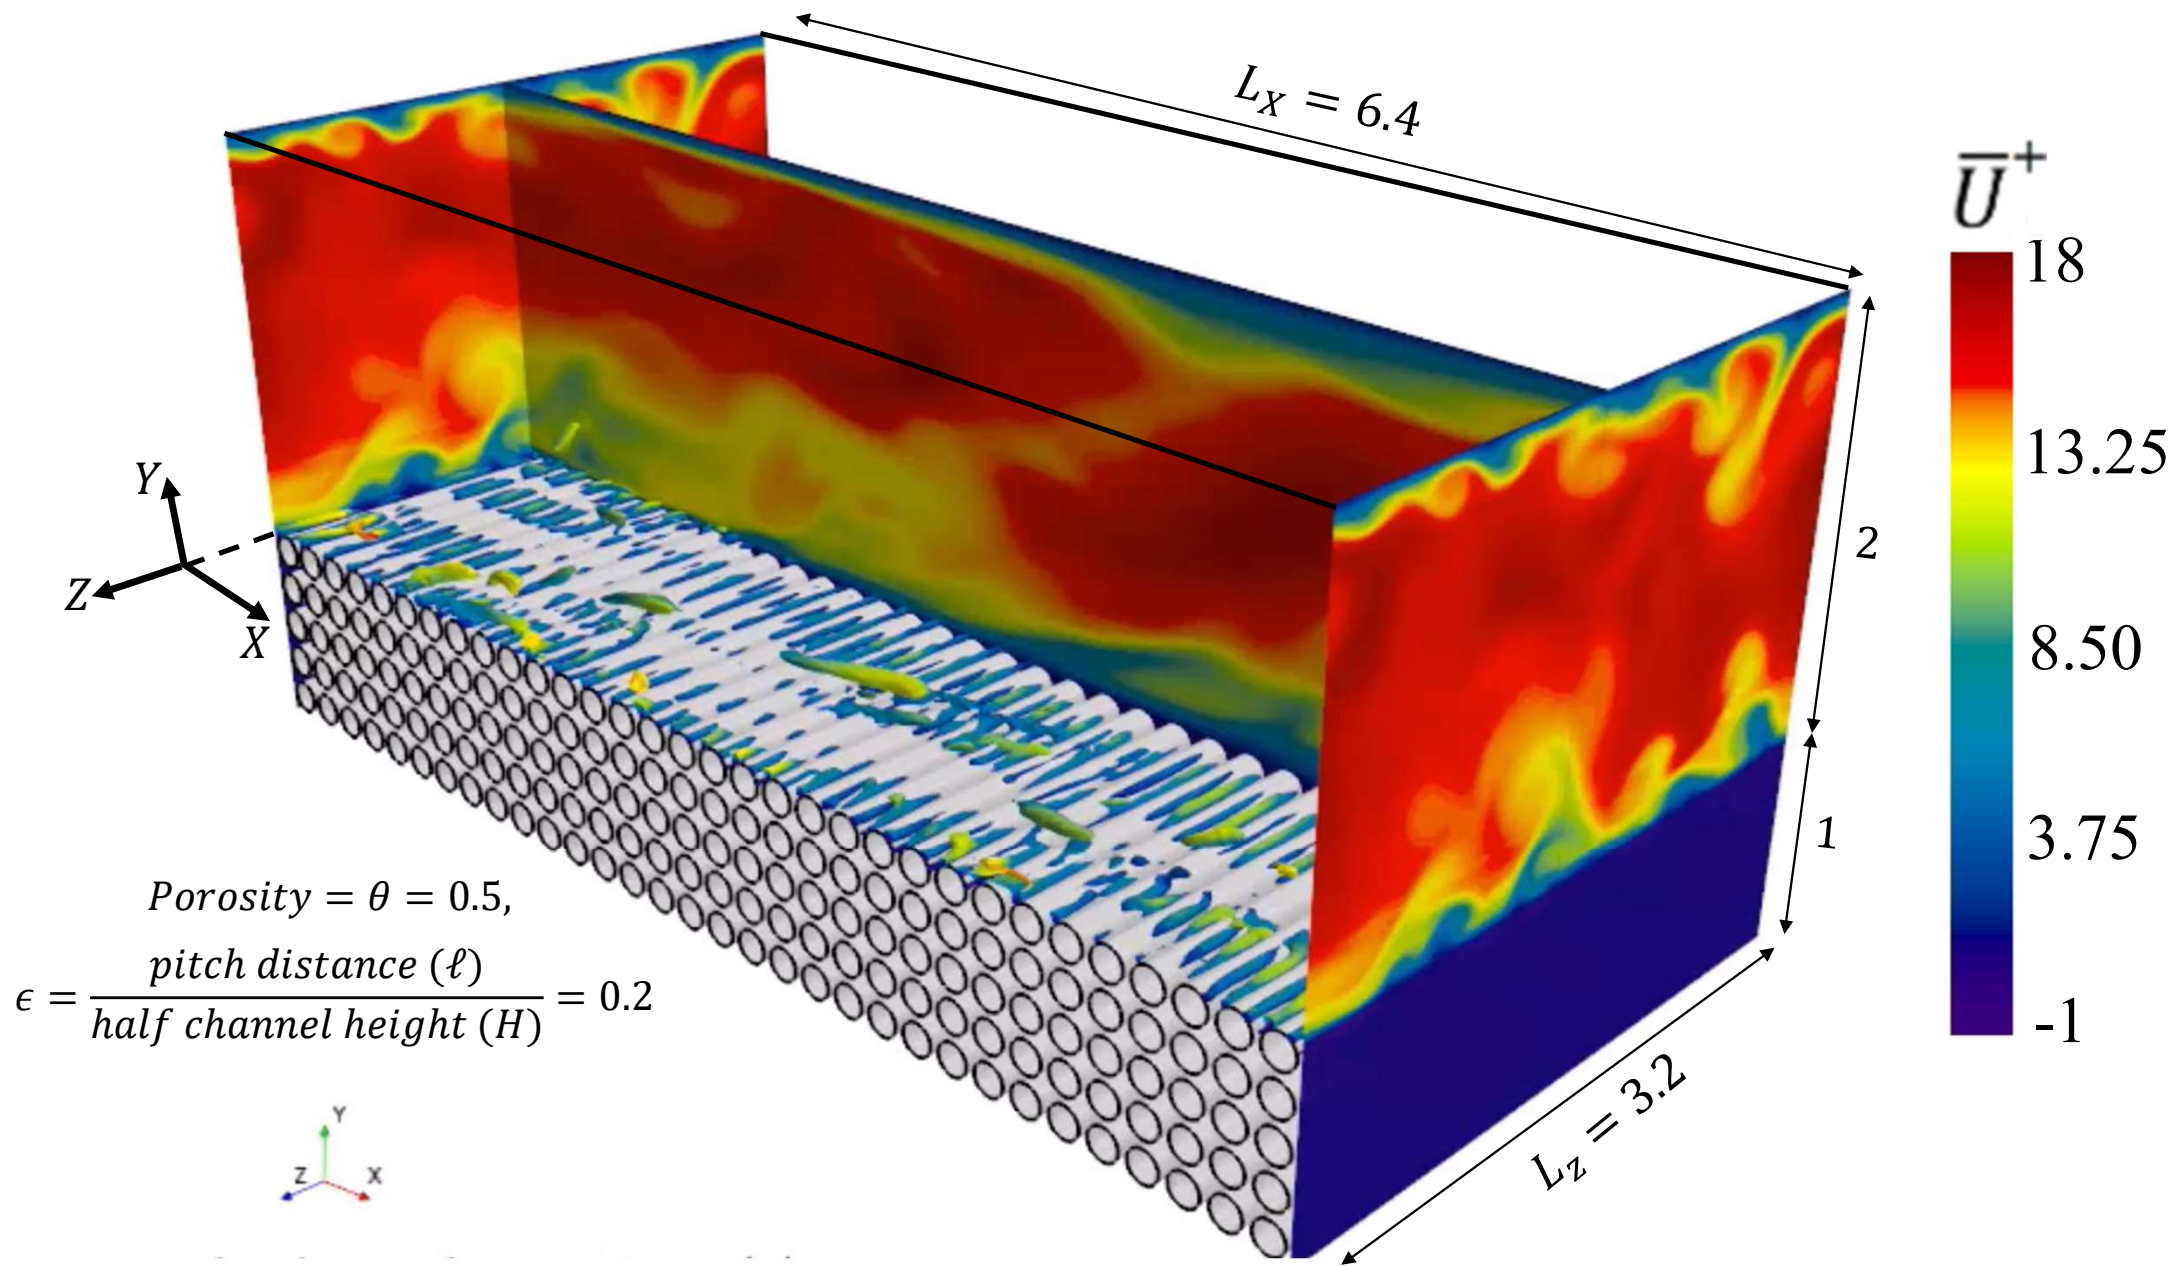 L_X = 6.4
U̅⁺
18
13.25
8.50
3.75
-1
2
1
L_z = 3.2
Y
Z
X
Porosity = θ = 0.5,
ϵ = pitch distance (ℓ) / half channel height (H) = 0.2
Y
Z
X